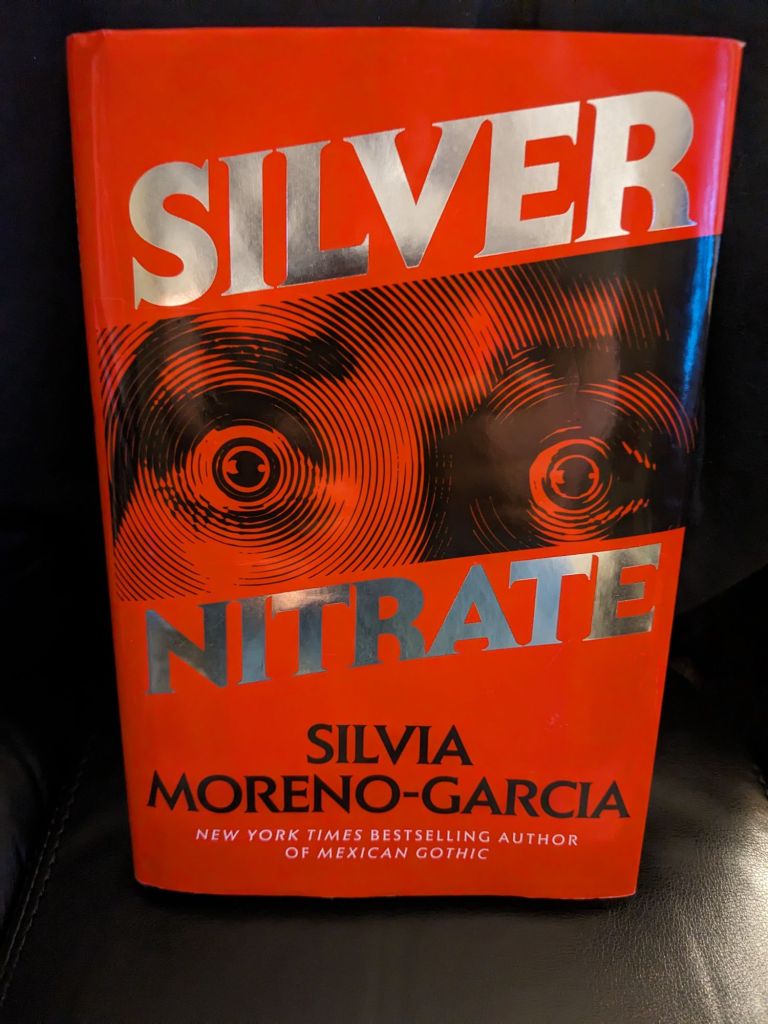 SILVER
NITRATE
SILVIA
MORENO-GARCIA
NEW YORK TIMES BESTSELLING AUTHOR
OF MEXICAN GOTHIC